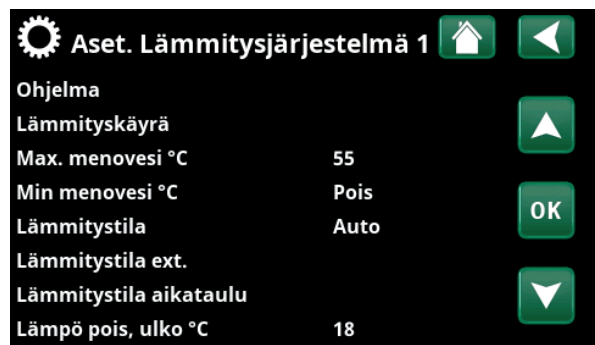 Aset. Lämmitysjärjestelmä 1
Ohjelma
Lämmityskäyrä
Max. menovesi °C 55
Min menovesi °C Pois
Lämmitystila Auto
OK
Lämmitystila ext.
Lämmitystila aikataulu
Lämpö pois, ulko °C 18